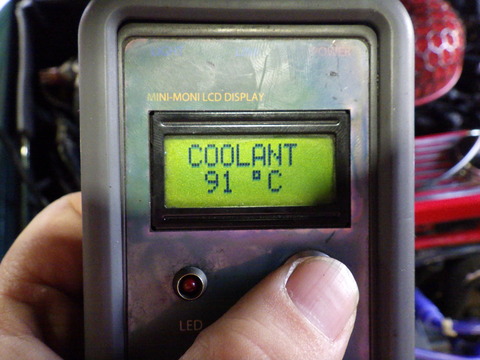 MINI-MONI LCD DISPLAY
COOLANT
91 °C
LED